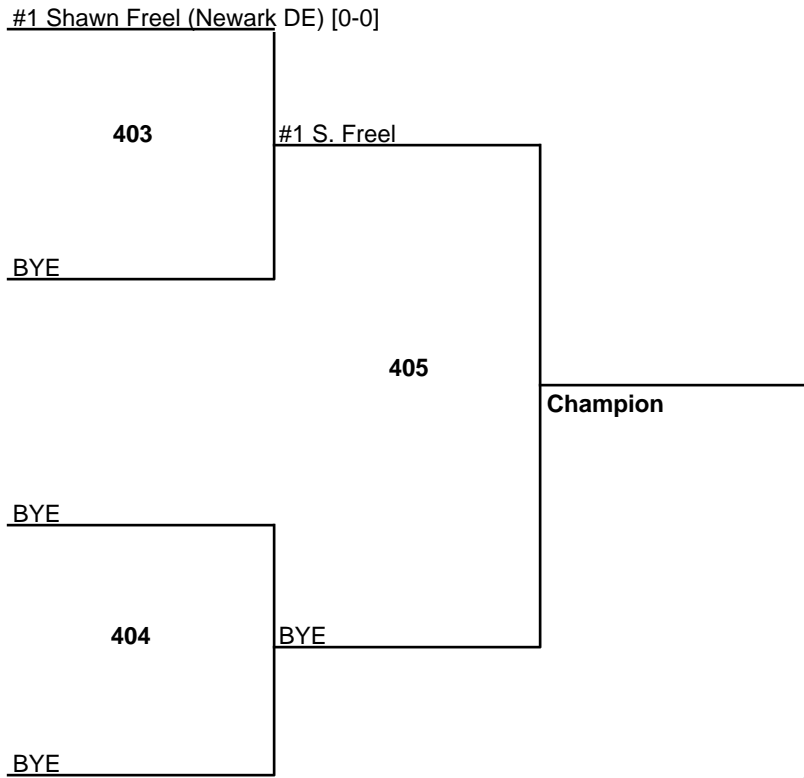 #1 Shawn Freel (Newark DE) [0-0]
403
#1 S. Freel
BYE
405
Champion
BYE
404
BYE
BYE